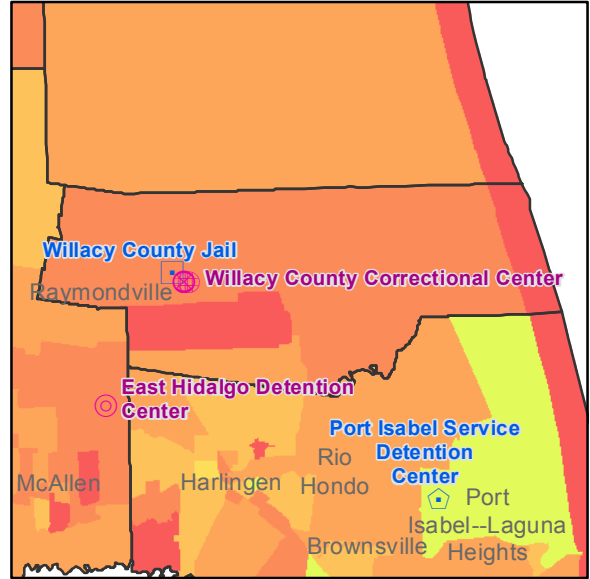 Willacy County Jail
Willacy County Correctional Center
Raymondville
East Hidalgo Detention
Center
Port Isabel Service
Detention
Center
McAllen
Harlingen
Rio
Hondo
Port
Isabel--Laguna
Heights
Brownsville